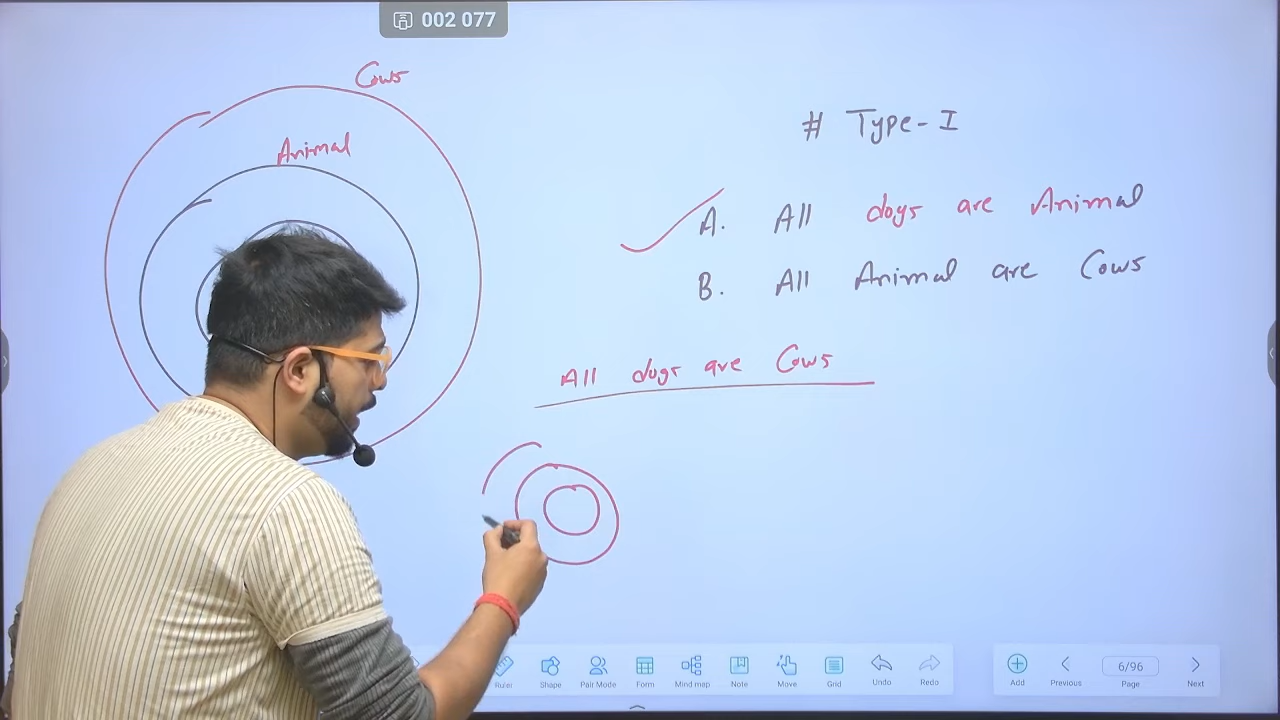 002 077
Cows
Animal
# Type-I
A. All dogs are Animal
B. All Animal are Cows
All dogs are Cows
Ruler Shape Pair Mode Form Mind map Note Move Grid Undo Redo
Add Previous 6/96 Page Next